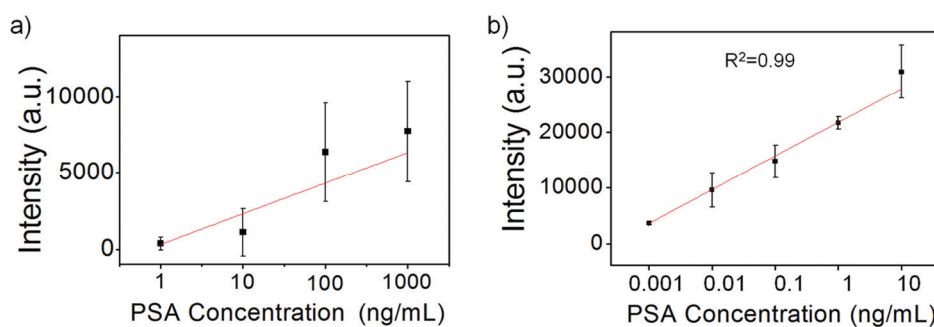 a)
Intensity (a.u.)
10000
5000
0
1 10 100 1000
PSA Concentration (ng/mL)
b)
R²=0.99
Intensity (a.u.)
30000
20000
10000
0
0.001 0.01 0.1 1 10
PSA Concentration (ng/mL)